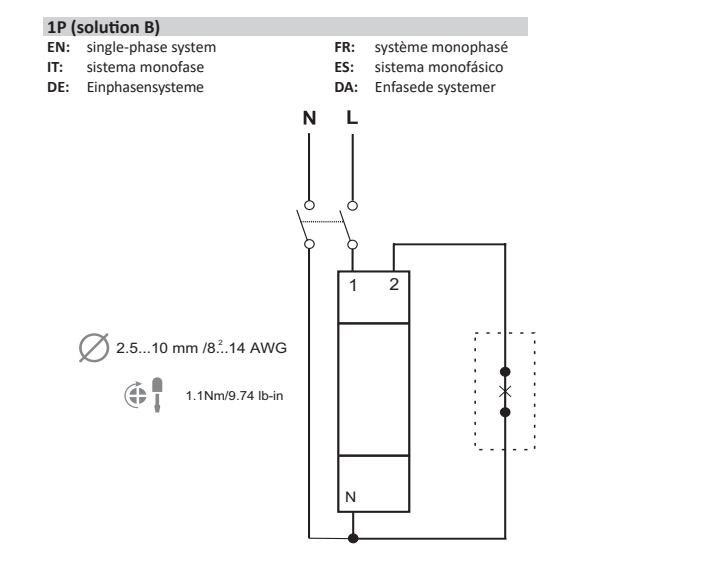 1P (solution B)
EN: single-phase system
FR: système monophasé
IT: sistema monofase
ES: sistema monofásico
DE: Einphasensysteme
DA: Enfasede systemer
N L
1 2
2.5...10 mm /8²...14 AWG
1.1Nm/9.74 lb-in
N